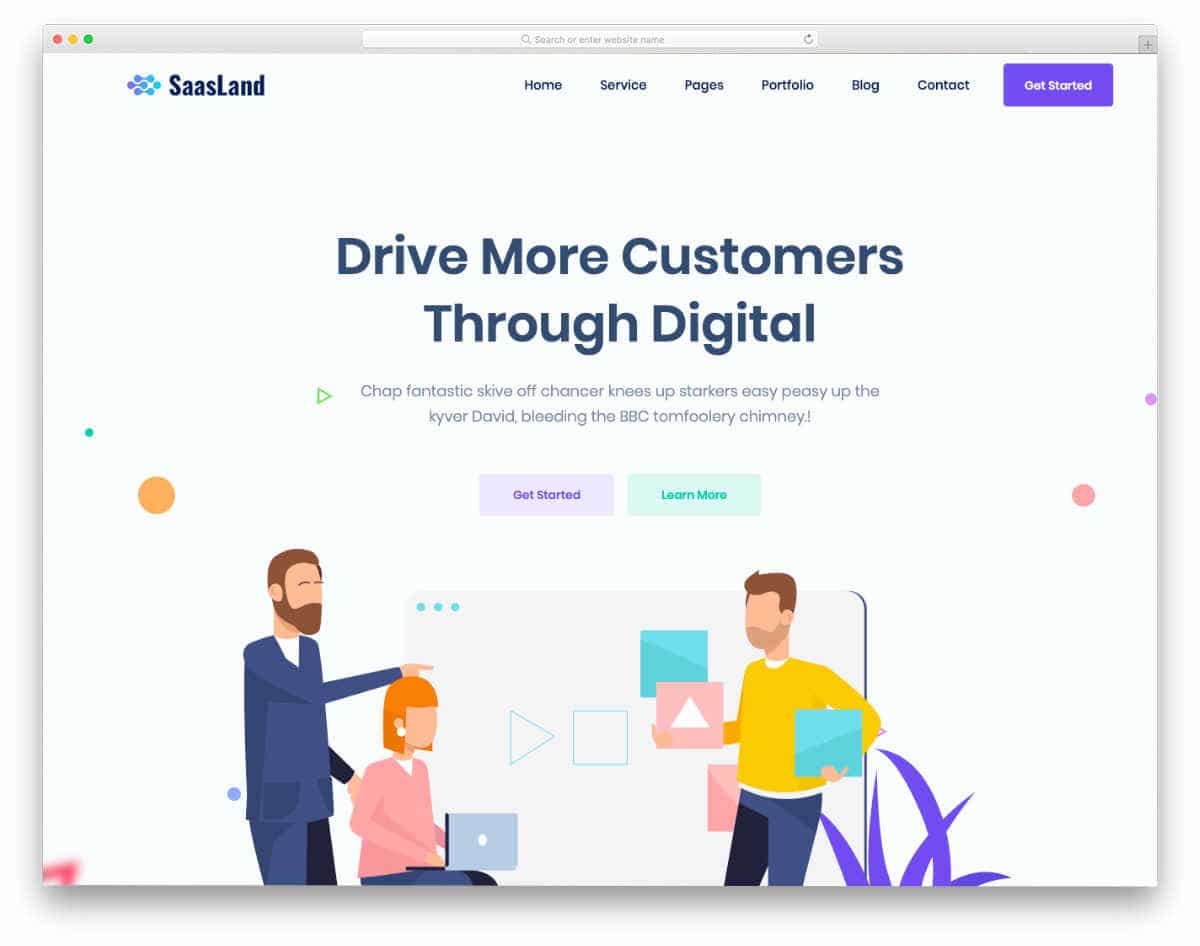 Search or enter website name
SaasLand
Home Service Pages Portfolio Blog Contact Get Started
Drive More Customers
Through Digital
Chap fantastic skive off chancer knees up starkers easy peasy up the
kyver David, bleeding the BBC tomfoolery chimney.!
Get Started Learn More